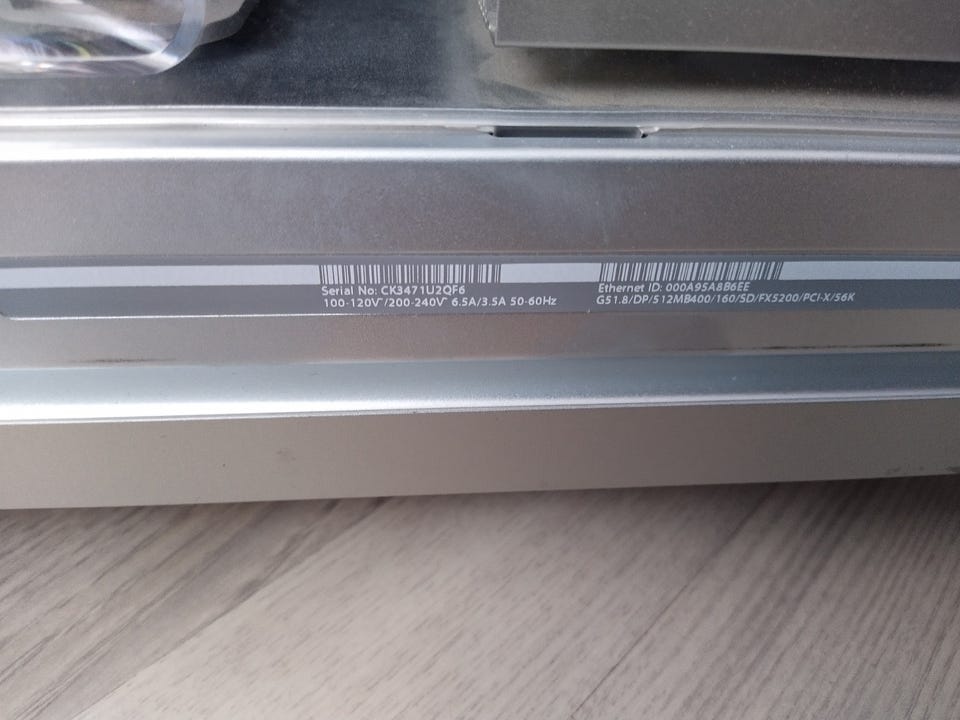 Serial No: CK3471U2QF6
100-120V~/200-240V~ 6.5A/3.5A 50-60Hz
Ethernet ID: 000A95A8B6EE
G51.8/DP/512MB400/160/SD/FX5200/PCI-X/56K